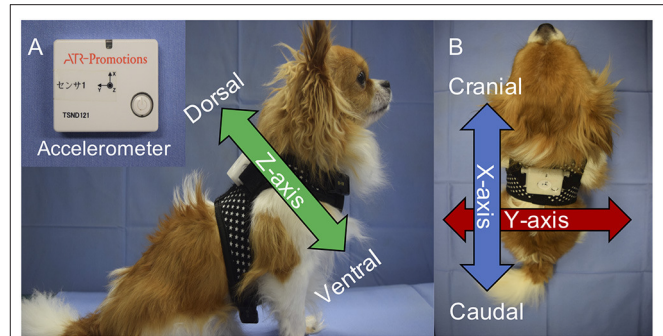 A
ATR-Promotions
センサ1
X
Y
Z
TSND121
Accelerometer
Dorsal
Z-axis
Ventral
B
Cranial
X-axis
Y-axis
Caudal